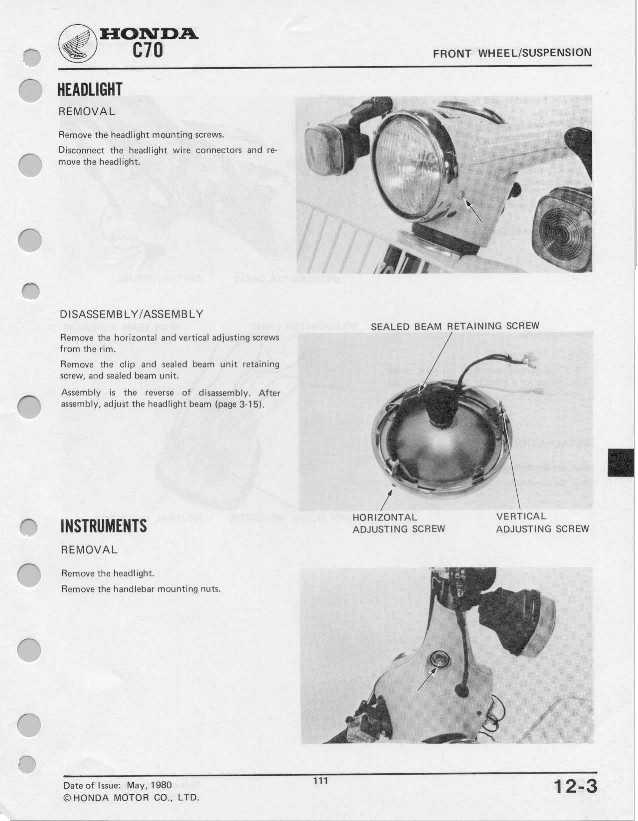 HONDA
C70
FRONT WHEEL/SUSPENSION
HEADLIGHT
REMOVAL
Remove the headlight mounting screws.
Disconnect the headlight wire connectors and re-
move the headlight.
DISASSEMBLY/ASSEMBLY
Remove the horizontal and vertical adjusting screws
from the rim.
Remove the clip and sealed beam unit retaining
screw, and sealed beam unit.
Assembly is the reverse of disassembly. After
assembly, adjust the headlight beam (page 3-15).
SEALED BEAM RETAINING SCREW
HORIZONTAL
ADJUSTING SCREW
VERTICAL
ADJUSTING SCREW
INSTRUMENTS
REMOVAL
Remove the headlight.
Remove the handlebar mounting nuts.
Date of Issue: May, 1980
© HONDA MOTOR CO., LTD.
111
12-3